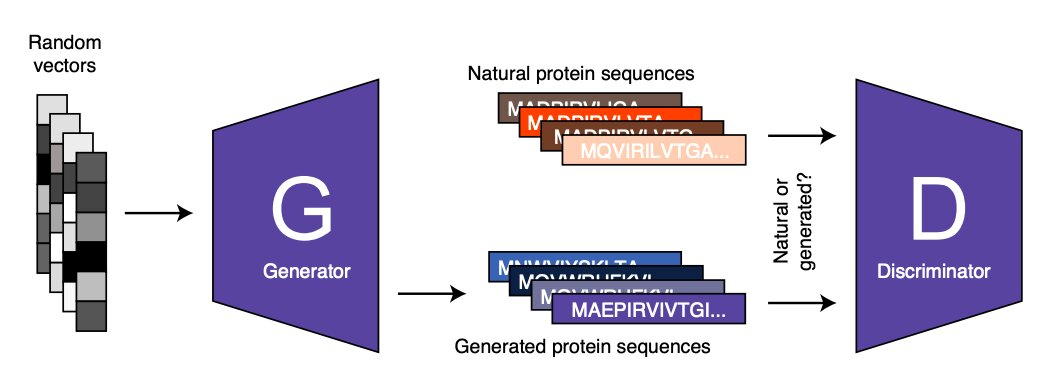 Random
vectors
G
Generator
Natural protein sequences
MQVIRILVTGA...
MAEPIRVIVTGI...
Generated protein sequences
Natural or
generated?
D
Discriminator